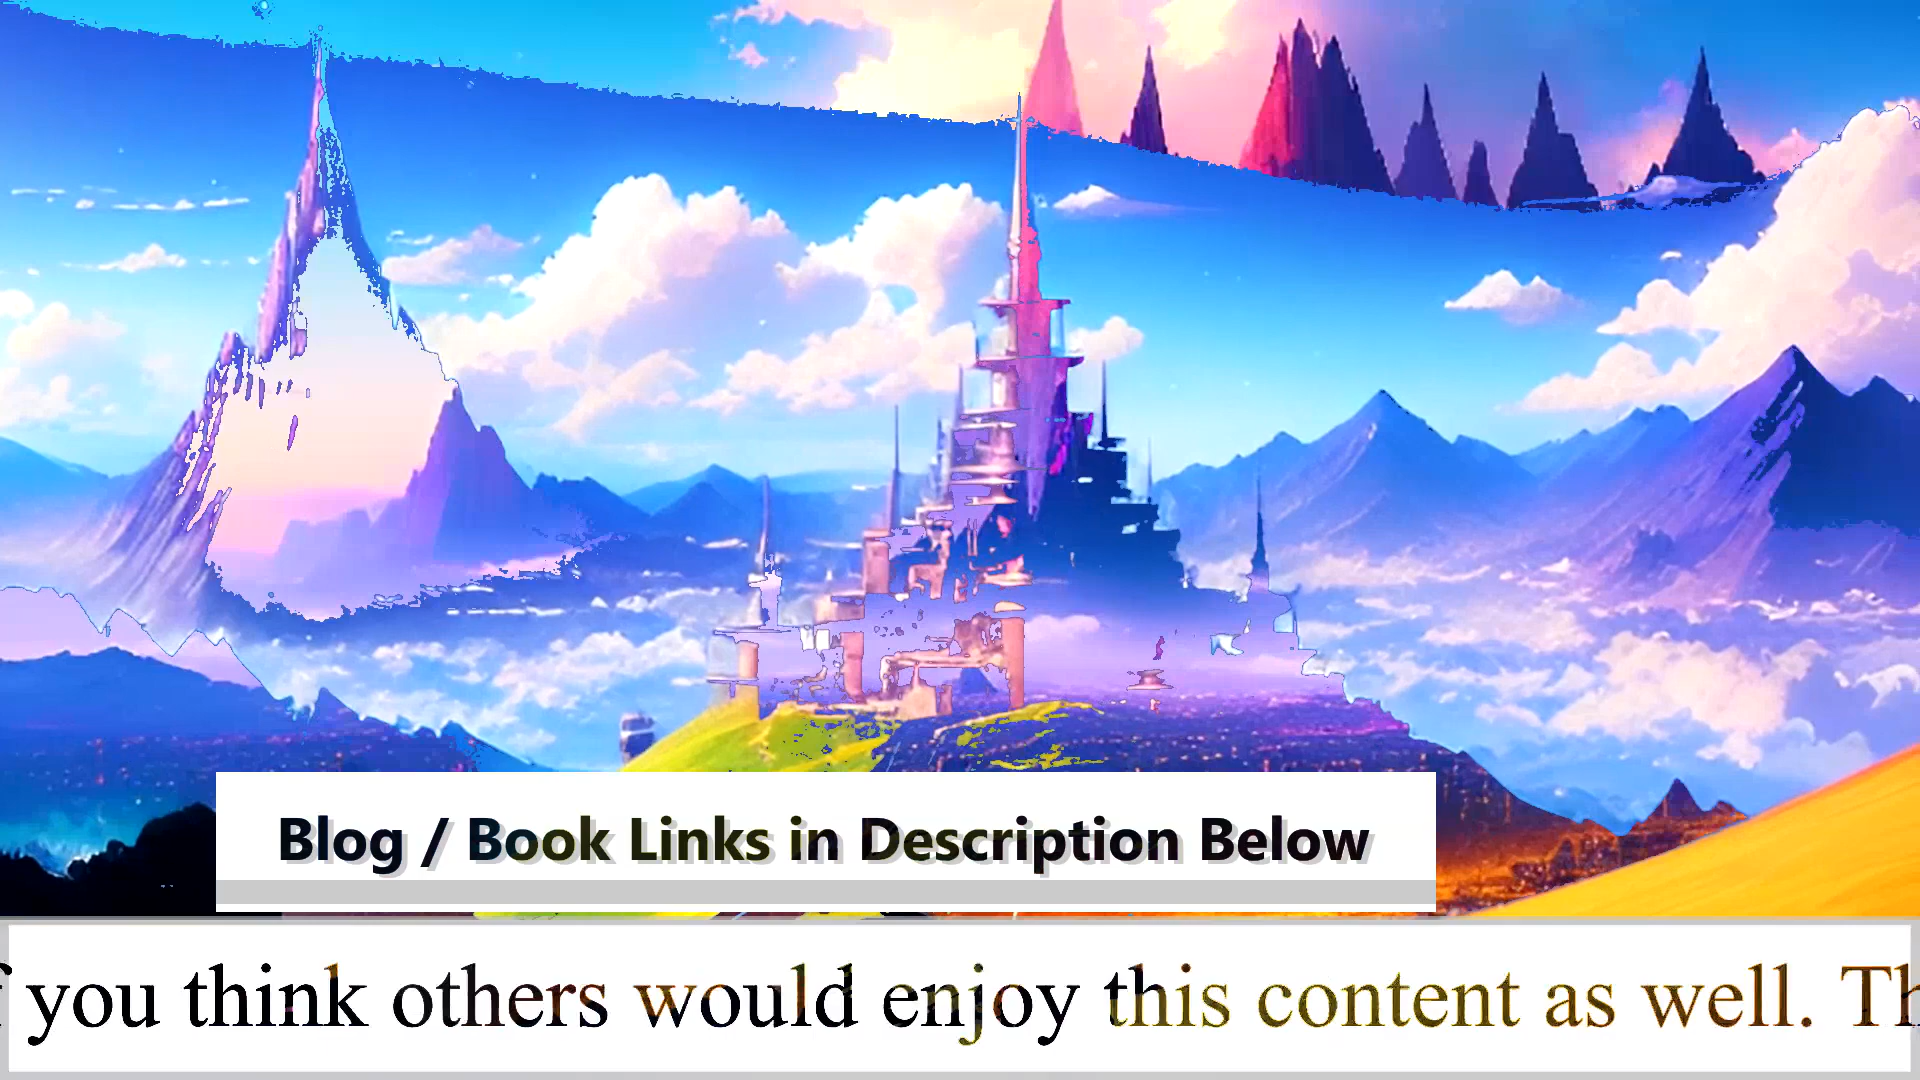 Blog / Book Links in Description Below
you think others would enjoy this content as well.